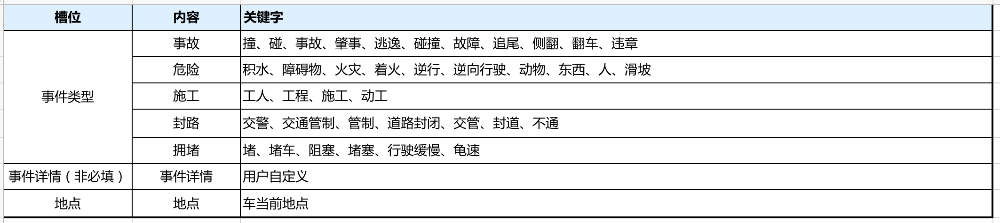 槽位 内容 关键字
事故 撞、碰、事故、肇事、逃逸、碰撞、故障、追尾、侧翻、翻车、违章
危险 积水、障碍物、火灾、着火、逆行、逆向行驶、动物、东西、人、滑坡
事件类型 施工 工人、工程、施工、动工
封路 交警、交通管制、管制、道路封闭、交管、封道、不通
拥堵 堵、堵车、阻塞、堵塞、行驶缓慢、龟速
事件详情（非必填） 事件详情 用户自定义
地点 地点 车当前地点